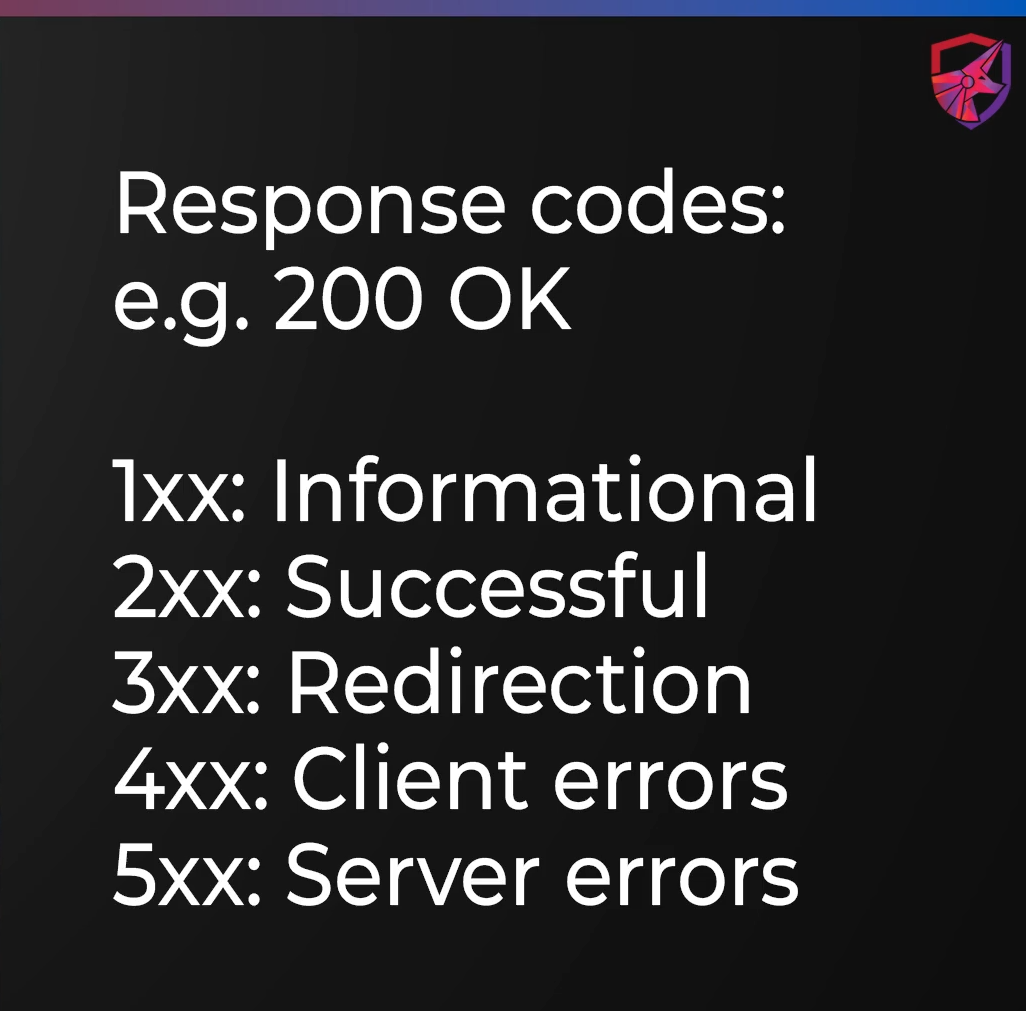 Response codes:
e.g. 200 OK
1xx: Informational
2xx: Successful
3xx: Redirection
4xx: Client errors
5xx: Server errors